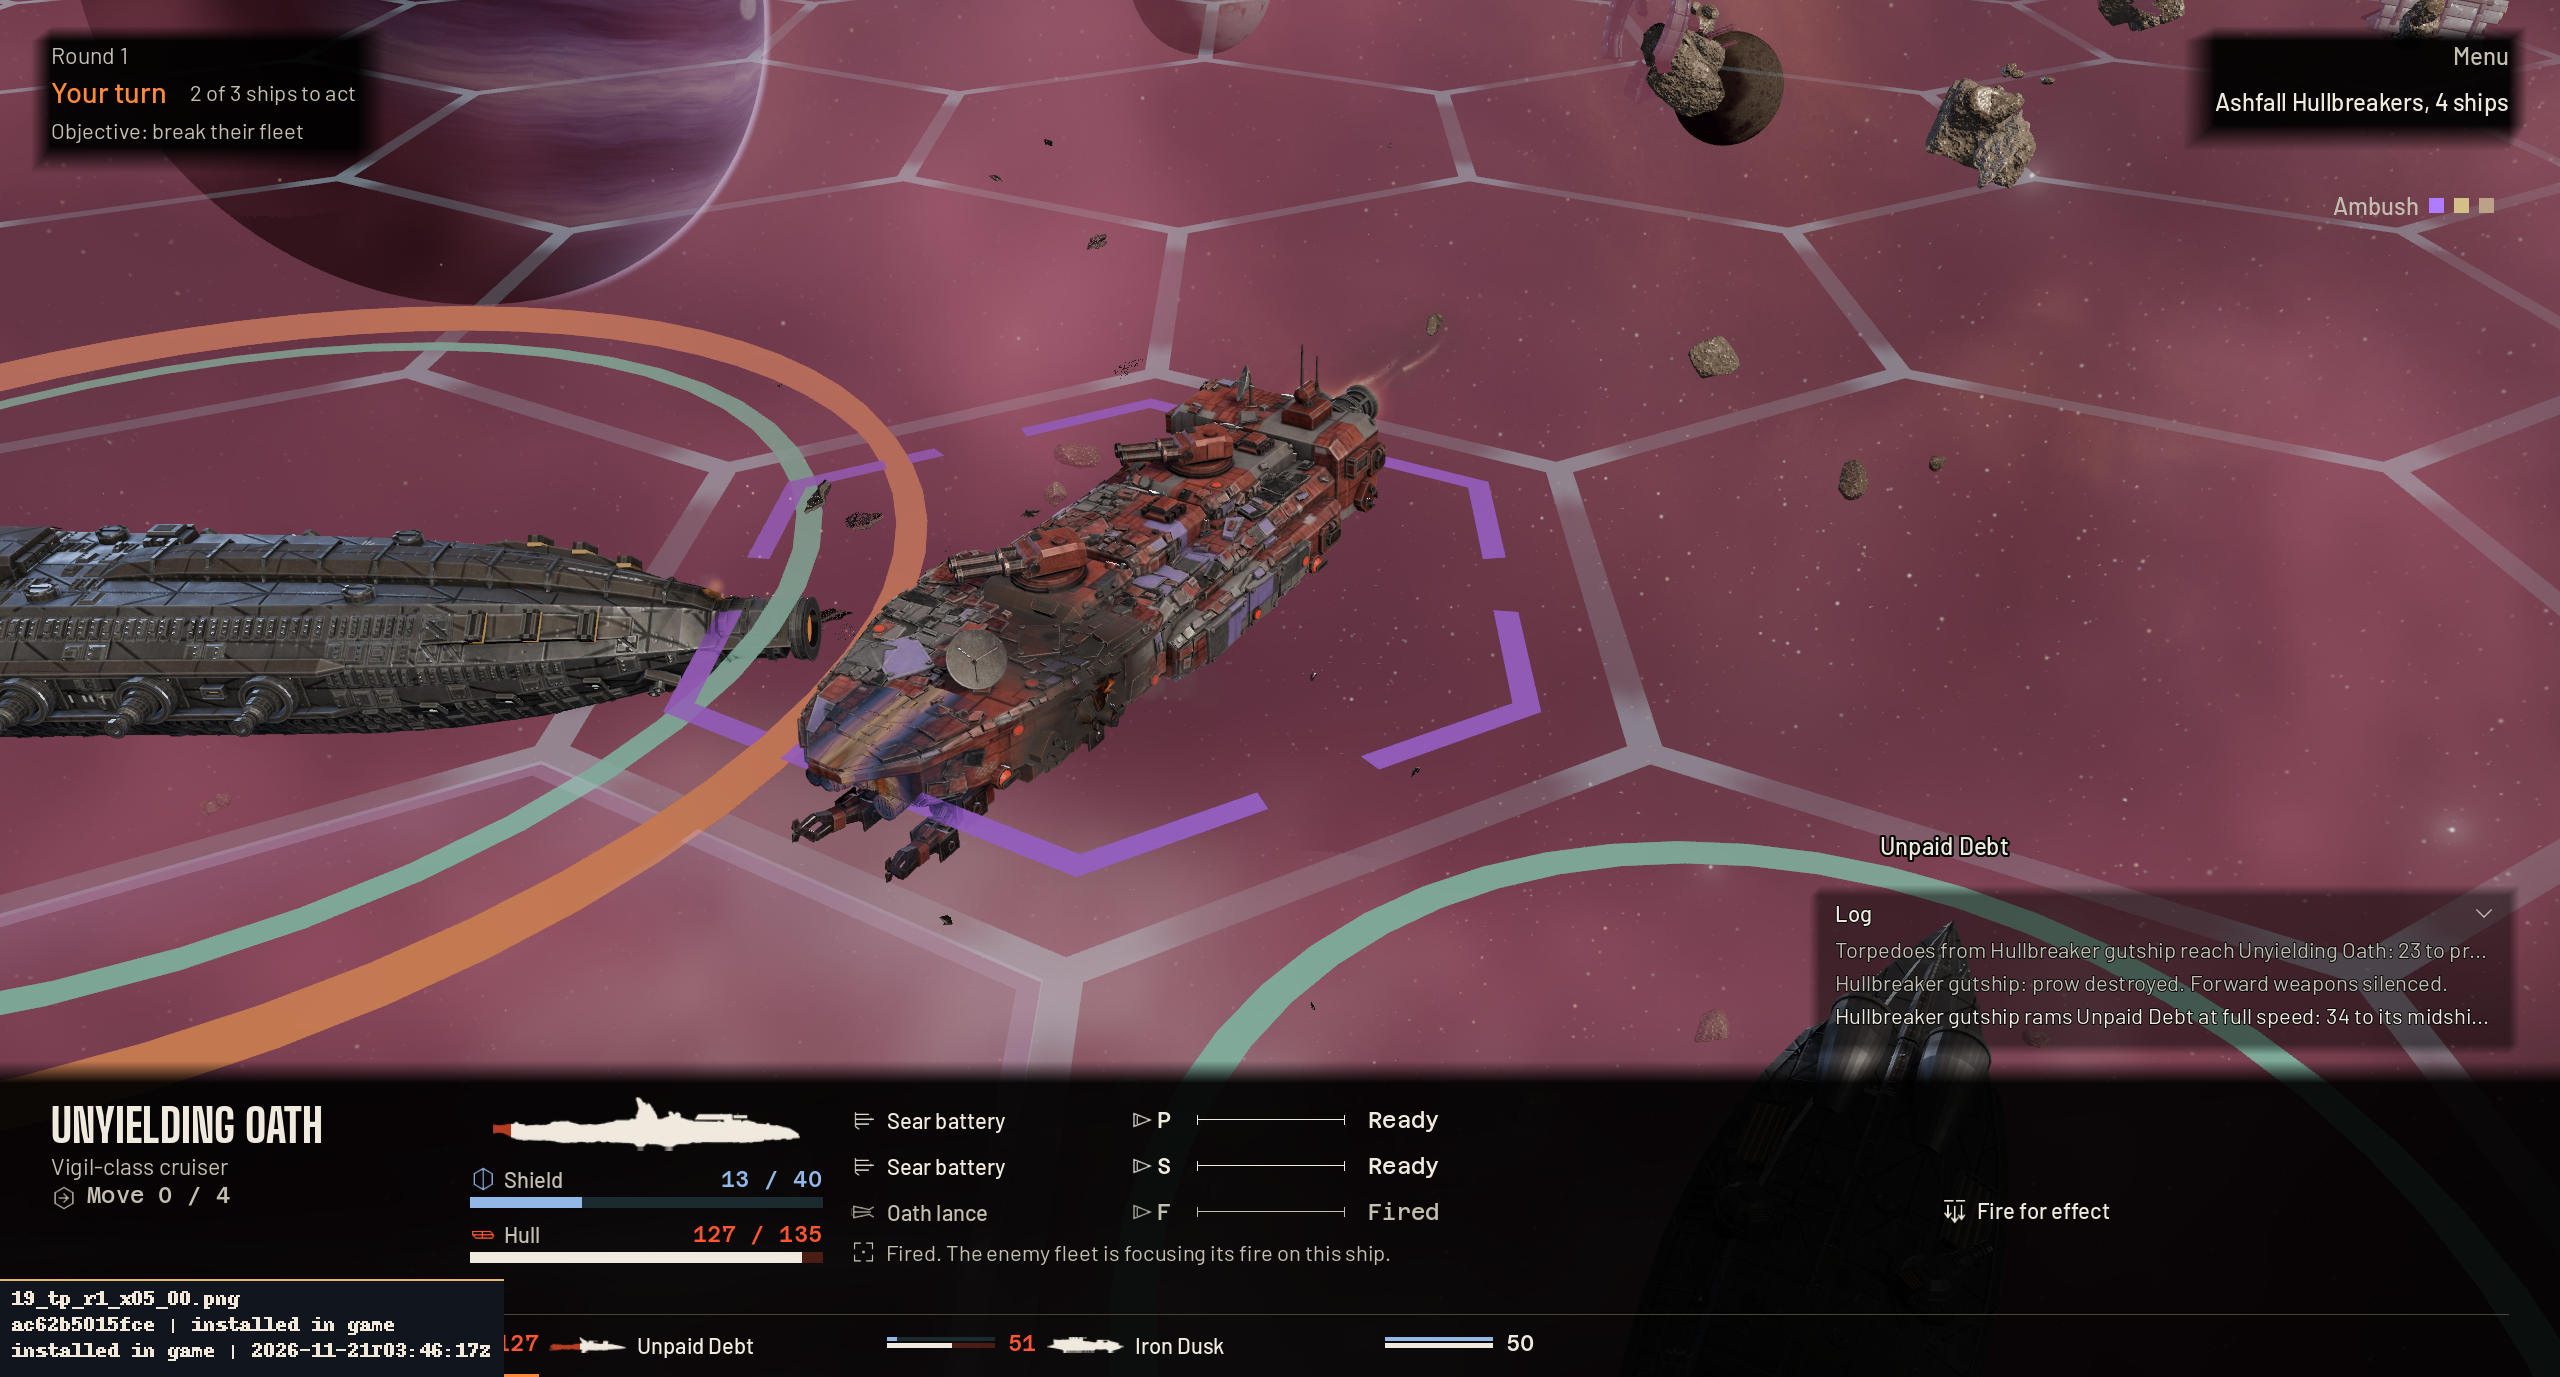 Round 1
Your turn 2 of 3 ships to act
Objective: break their fleet
Menu
Ashfall Hullbreakers, 4 ships
Ambush
Unpaid Debt
Log
Torpedoes from Hullbreaker gutship reach Unyielding Oath: 23 to pr...
Hullbreaker gutship: prow destroyed. Forward weapons silenced.
Hullbreaker gutship rams Unpaid Debt at full speed: 34 to its midshi...
UNYIELDING OATH
Vigil-class cruiser
Move 0 / 4
Shield 13 / 40
Hull 127 / 135
Sear battery P Ready
Sear battery S Ready
Oath lance F Fired
Fired. The enemy fleet is focusing its fire on this ship.
Fire for effect
19_tp_r1_x05_00.png
ac62b5015fce | installed in game
installed in game | 2026-11-21T03:46:17Z
127 Unpaid Debt 51 Iron Dusk 50